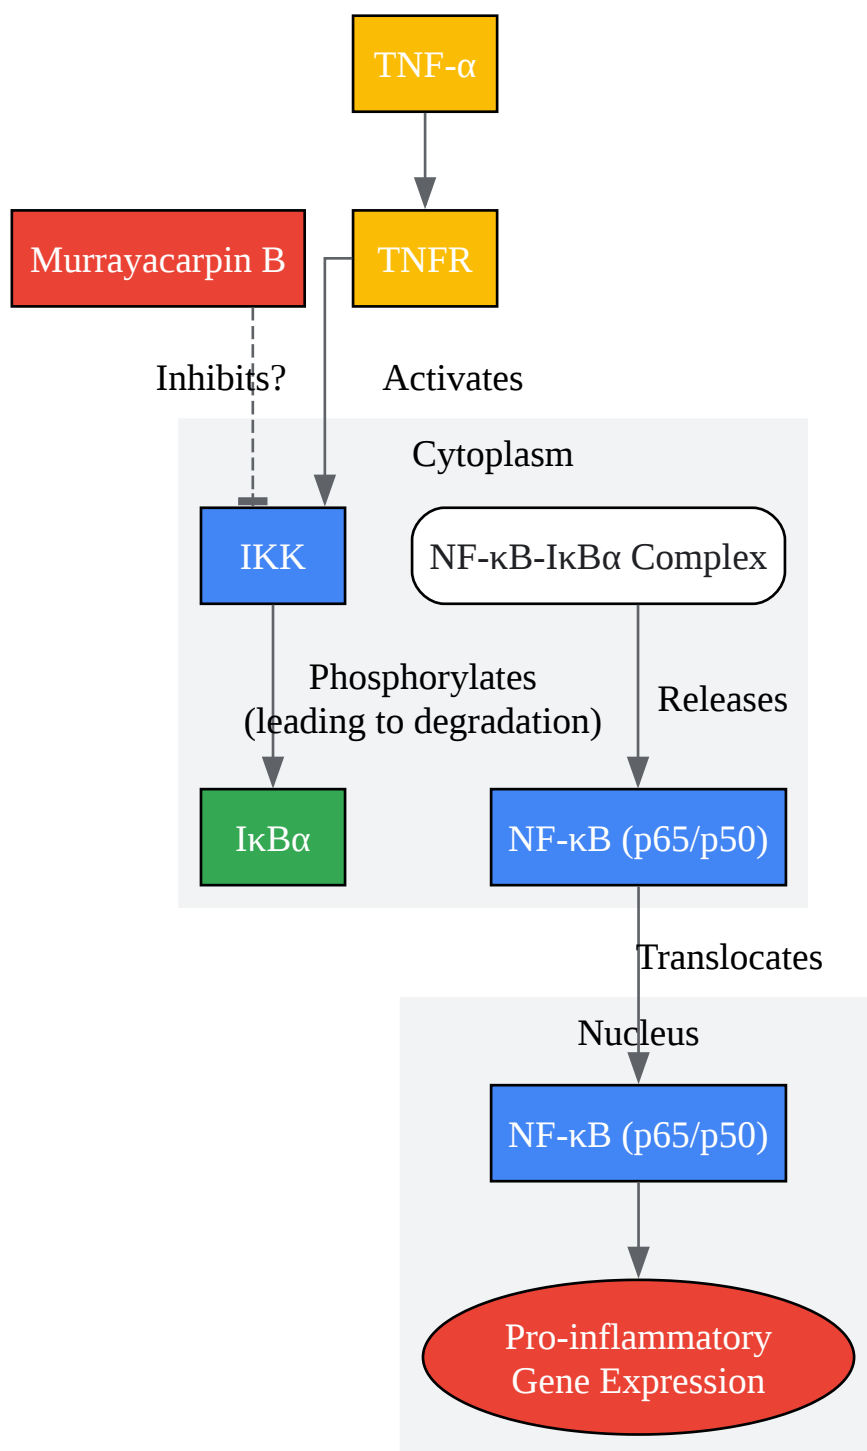 TNF-α
Murrayacarpin B
TNFR
Inhibits?
Activates
Cytoplasm
IKK
NF-κB-IκBα Complex
Phosphorylates
(leading to degradation)
Releases
IκBα
NF-κB (p65/p50)
Translocates
Nucleus
NF-κB (p65/p50)
Pro-inflammatory
Gene Expression